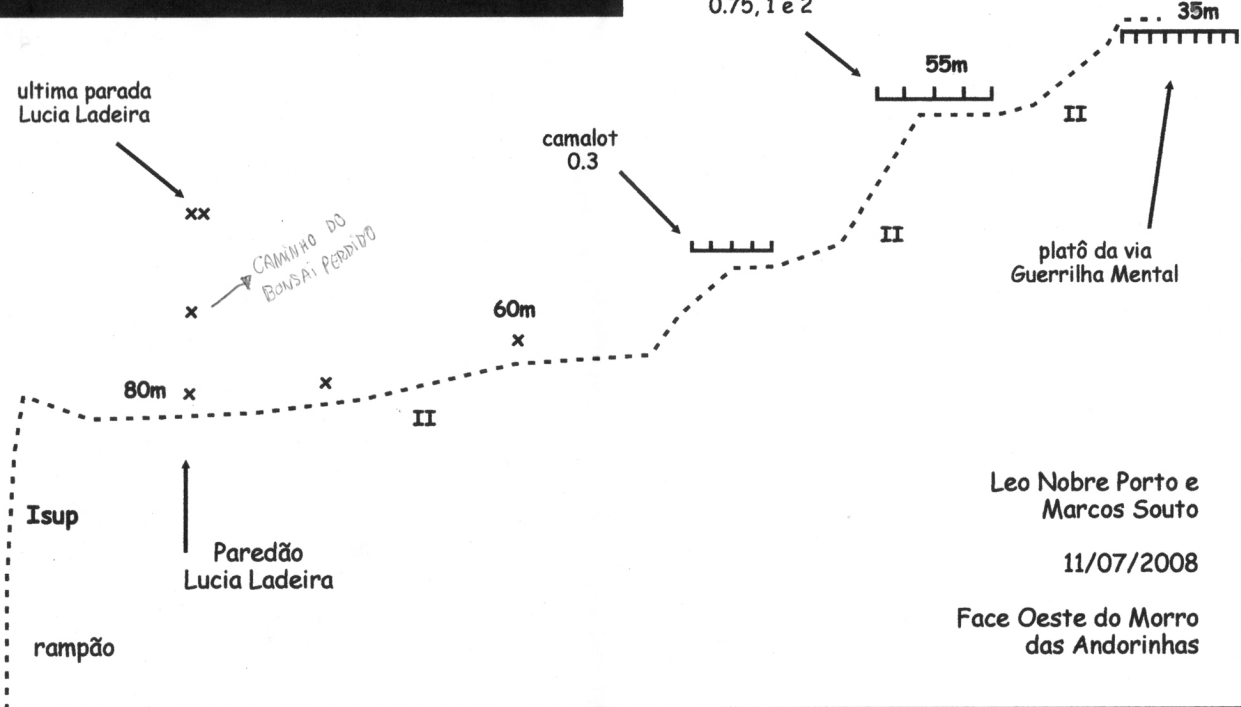 0.75, 1 e 2
35m
55m
ultima parada
Lucia Ladeira
camalot
0.3
II
xx
CAMINHO DO
BONSAI PERDIDO
II
platô da via
Guerrilha Mental
x
60m
x
80m x
x
II
Leo Nobre Porto e
Marcos Souto
Isup
Paredão
Lucia Ladeira
11/07/2008
Face Oeste do Morro
das Andorinhas
rampão